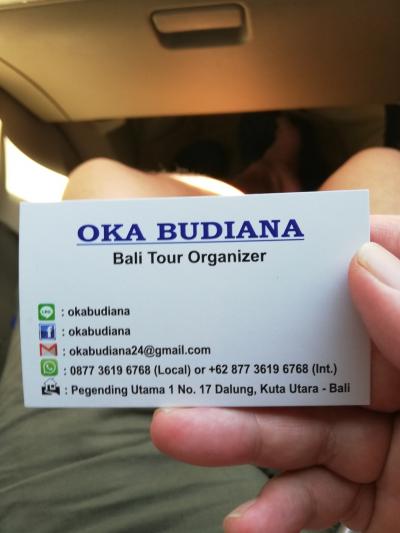 OKA BUDIANA
Bali Tour Organizer
LINE : okabudiana
f : okabudiana
: okabudiana24@gmail.com
: 0877 3619 6768 (Local) or +62 877 3619 6768 (Int.)
: Pegending Utama 1 No. 17 Dalung, Kuta Utara - Bali